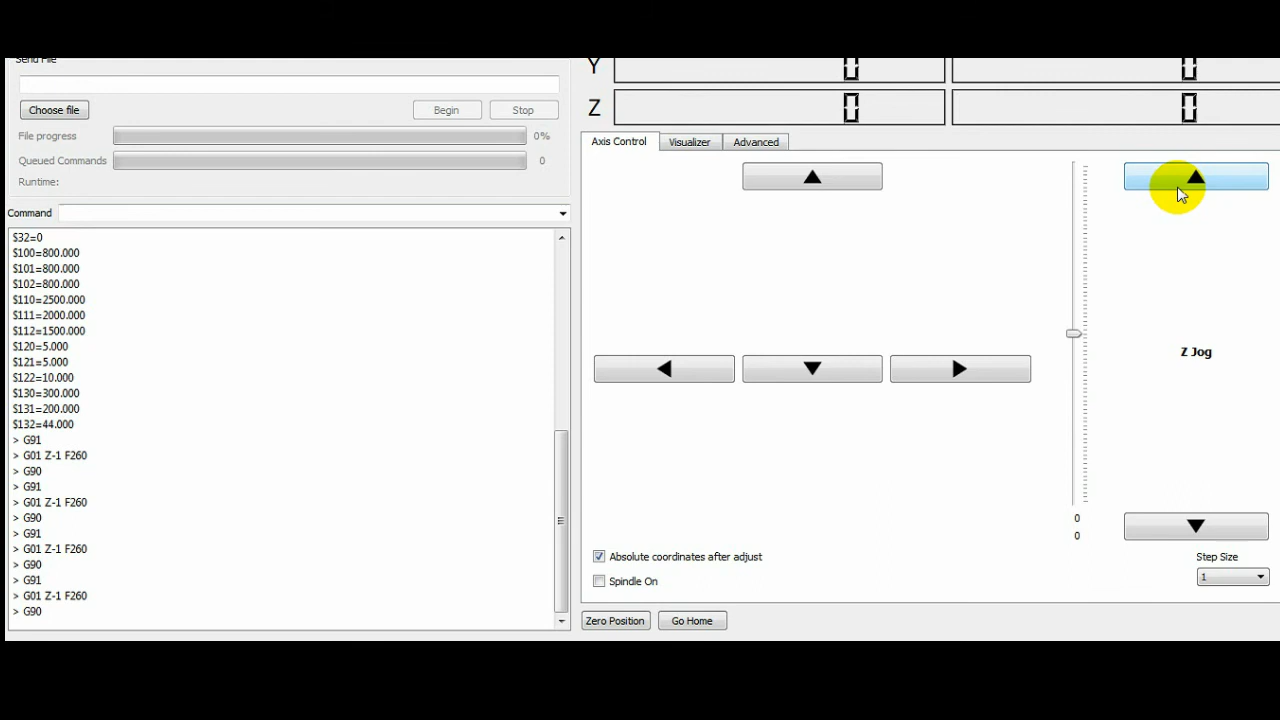 Send File
Choose file
Begin
Stop
File progress
0%
Queued Commands
0
Runtime:
Command
$32=0
$100=800.000
$101=800.000
$102=800.000
$110=2500.000
$111=2000.000
$112=1500.000
$120=5.000
$121=5.000
$122=10.000
$130=300.000
$131=200.000
$132=44.000
> G91
> G01 Z-1 F260
> G90
> G91
> G01 Z-1 F260
> G90
> G91
> G01 Z-1 F260
> G90
> G91
> G01 Z-1 F260
> G90
Y 0 0
Z 0 0
Axis Control
Visualizer
Advanced
Z Jog
0
0
Absolute coordinates after adjust
Step Size
Spindle On
1
Zero Position
Go Home